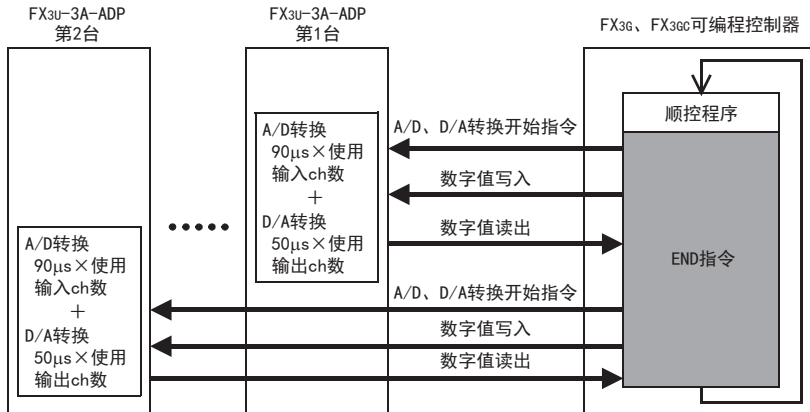 FX3U-3A-ADP
第2台
FX3U-3A-ADP
第1台
FX3G、FX3GC可编程控制器
顺控程序
A/D转换
90μs×使用
输入ch数
+
D/A转换
50μs×使用
输出ch数
A/D、D/A转换开始指令
数字值写入
数字值读出
END指令
A/D转换
90μs×使用
输入ch数
+
D/A转换
50μs×使用
输出ch数
A/D、D/A转换开始指令
数字值写入
数字值读出